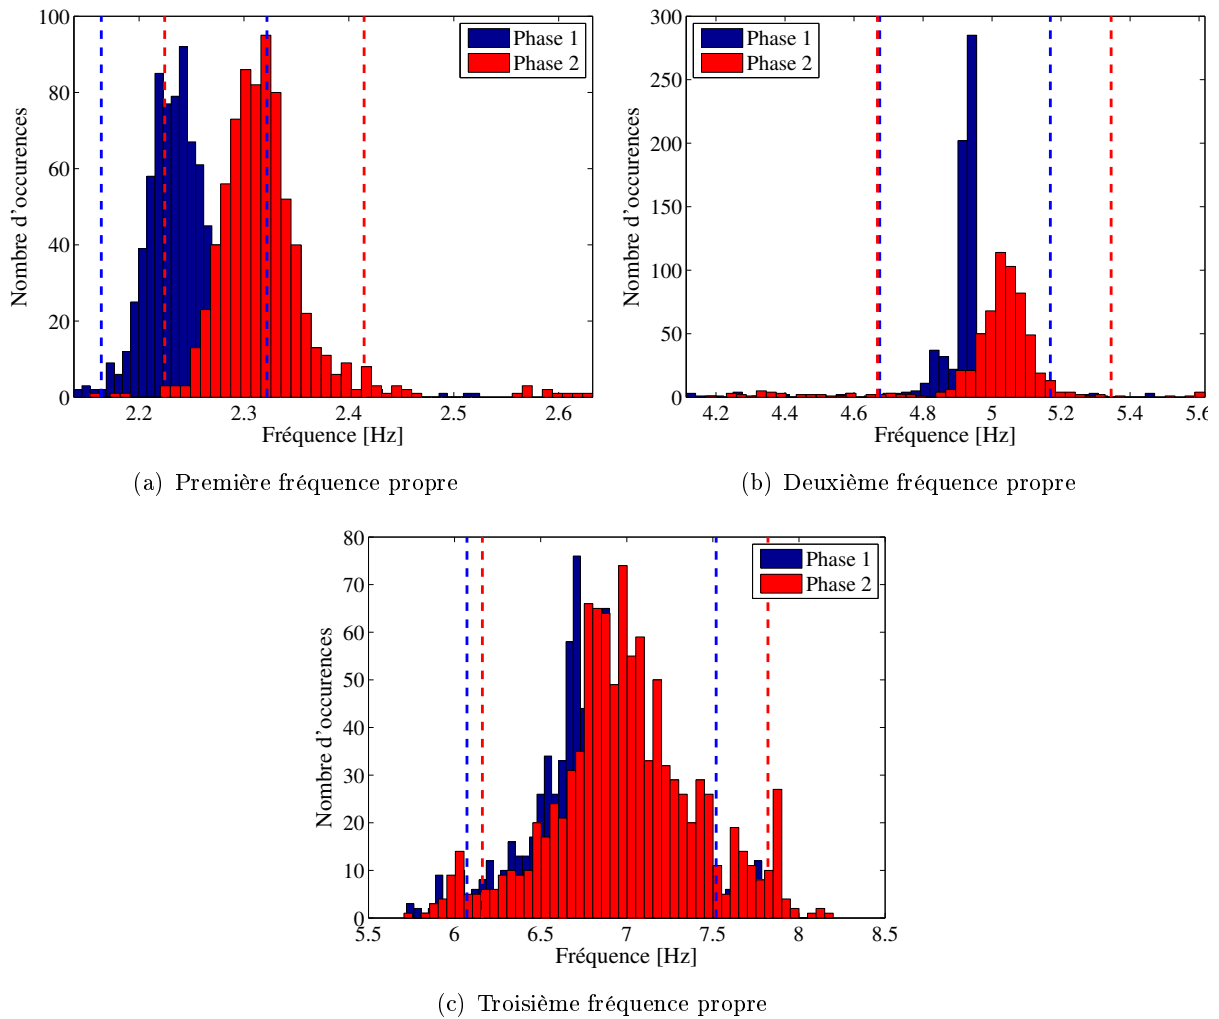 100
80
60
40
20
0
Nombre d'occurences
2.2
2.3
2.4
2.5
2.6
Fréquence [Hz]
Phase 1
Phase 2
(a) Première fréquence propre
300
250
200
150
100
50
0
Nombre d'occurences
4.2
4.4
4.6
4.8
5
5.2
5.4
5.6
Fréquence [Hz]
Phase 1
Phase 2
(b) Deuxième fréquence propre
80
70
60
50
40
30
20
10
0
Nombre d'occurences
5.5
6
6.5
7
7.5
8
8.5
Fréquence [Hz]
Phase 1
Phase 2
(c) Troisième fréquence propre